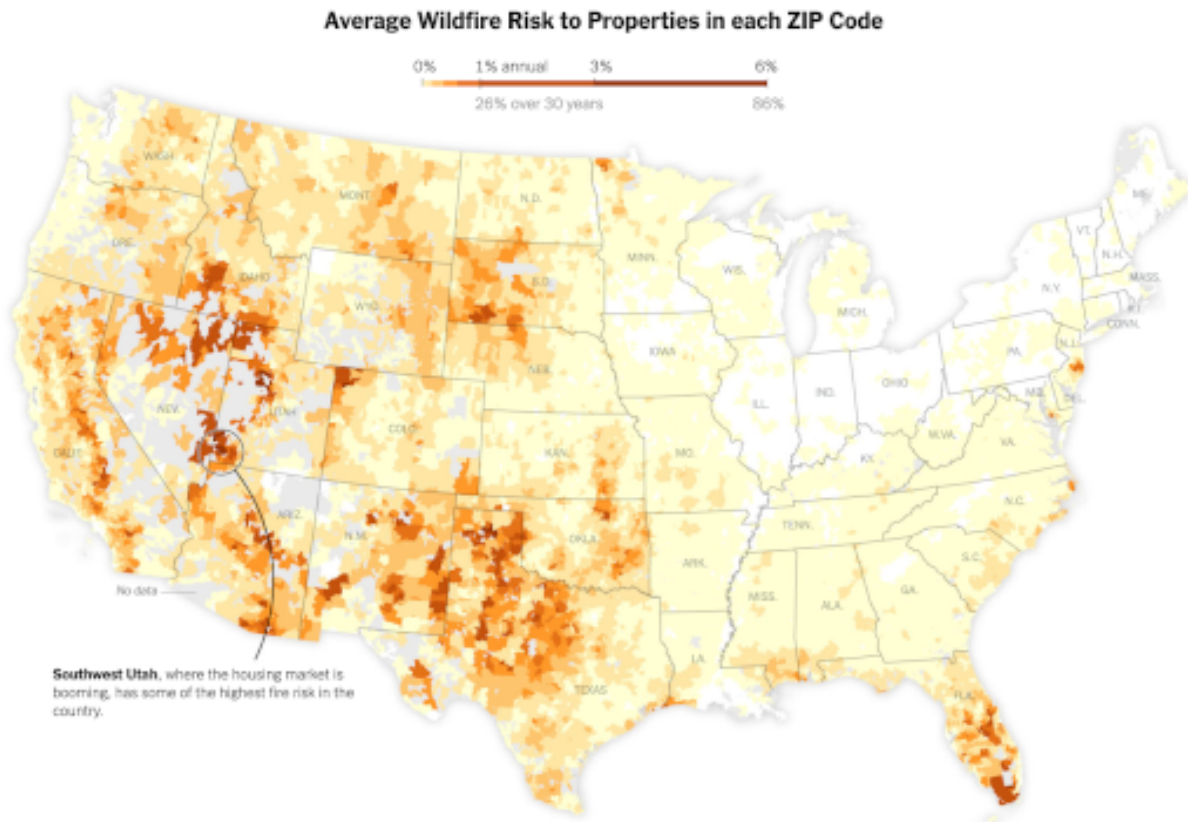 Average Wildfire Risk to Properties in each ZIP Code
0% 1% annual 3% 6%
26% over 30 years 86%
WASH.
MONT.
N.D.
ME.
ORE.
IDAHO
WYO.
S.D.
MINN.
WIS.
MICH.
VT.
N.H.
N.Y.
MASS.
R.I.
CONN.
NEV.
UTAH
COLO.
NEB.
IOWA
ILL.
IND.
OHIO
PA.
N.J.
MD.
DEL.
CALIF.
KAN.
MO.
KY.
W.VA.
VA.
ARIZ.
N.M.
OKLA.
ARK.
TENN.
N.C.
S.C.
No data
TEXAS
LA.
MISS.
ALA.
GA.
FLA.
Southwest Utah, where the housing market is
booming, has some of the highest fire risk in the
country.